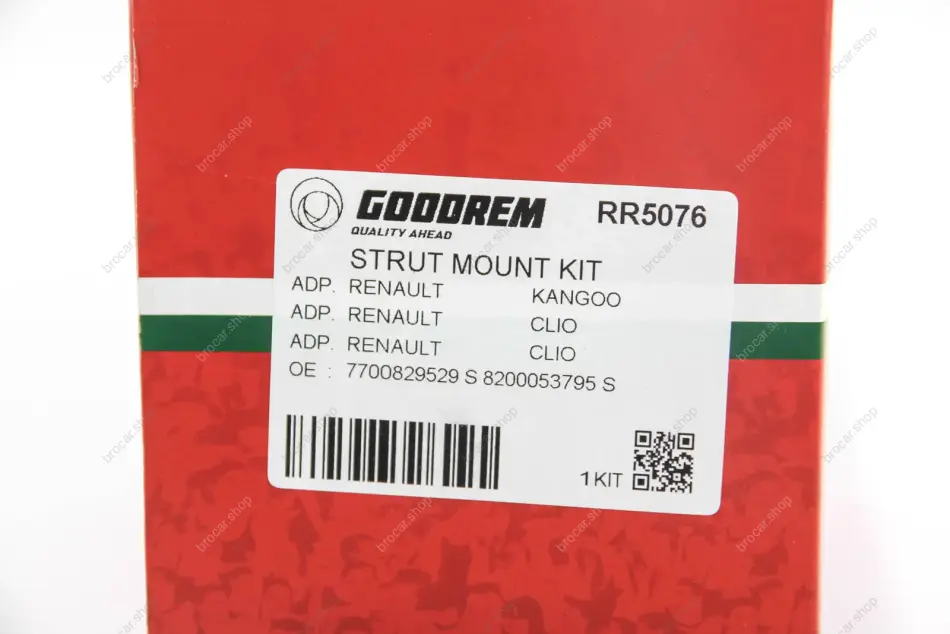 GOODREM
QUALITY AHEAD
RR5076
STRUT MOUNT KIT
ADP. RENAULT KANGOO
ADP. RENAULT CLIO
ADP. RENAULT CLIO
OE : 7700829529 S 8200053795 S
1 KIT
brocar.shop